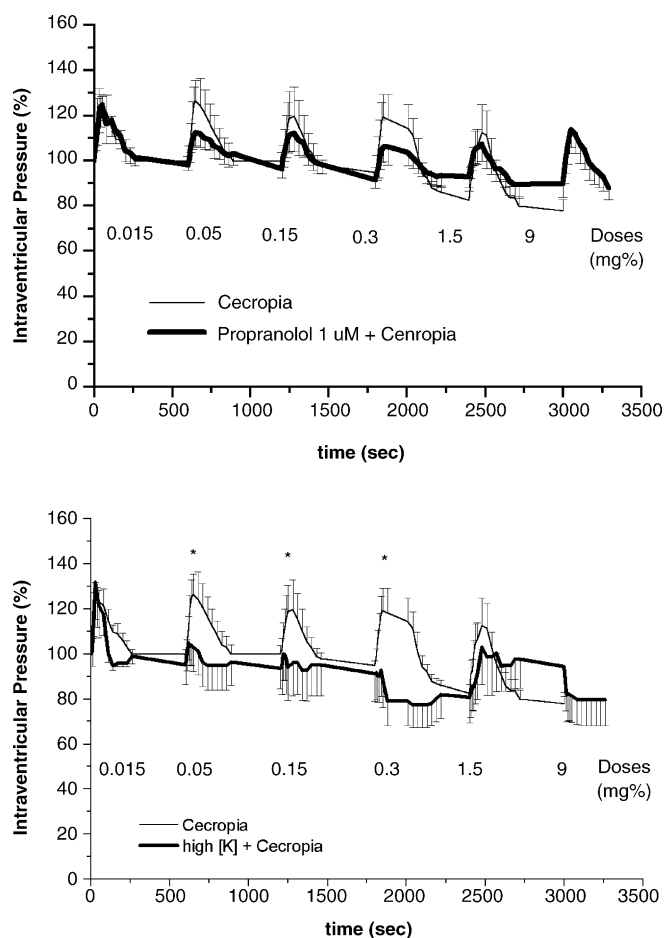 160
140
120
100
80
60
40
20
0
Intraventricular Pressure (%)
0.015 0.05 0.15 0.3 1.5 9 Doses
(mg%)
Cecropia
Propranolol 1 uM + Cenropia
0 500 1000 1500 2000 2500 3000 3500
time (sec)
160
140
120
100
80
60
40
20
0
Intraventricular Pressure (%)
* * *
0.015 0.05 0.15 0.3 1.5 9 Doses
(mg%)
Cecropia
high [K] + Cecropia
0 500 1000 1500 2000 2500 3000 3500
time (sec)